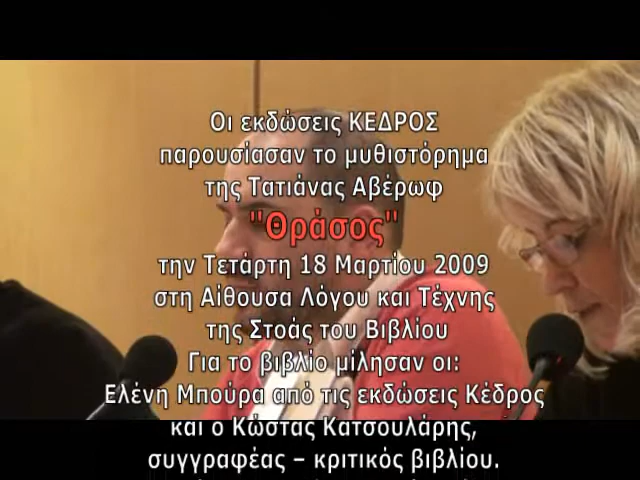 Οι εκδώσεις ΚΕΔΡΟΣ
παρουσίασαν το μυθιστόρημα
της Τατιάνας Αβέρωφ
"Θράσος"
την Τετάρτη 18 Μαρτίου 2009
στη Αίθουσα Λόγου και Τέχνης
της Στοάς του Βιβλίου
Για το βιβλίο μίλησαν οι:
Ελένη Μπούρα από τις εκδώσεις Κέδρος
και ο Κώστας Κατσουλάρης,
συγγραφέας – κριτικός βιβλίου.